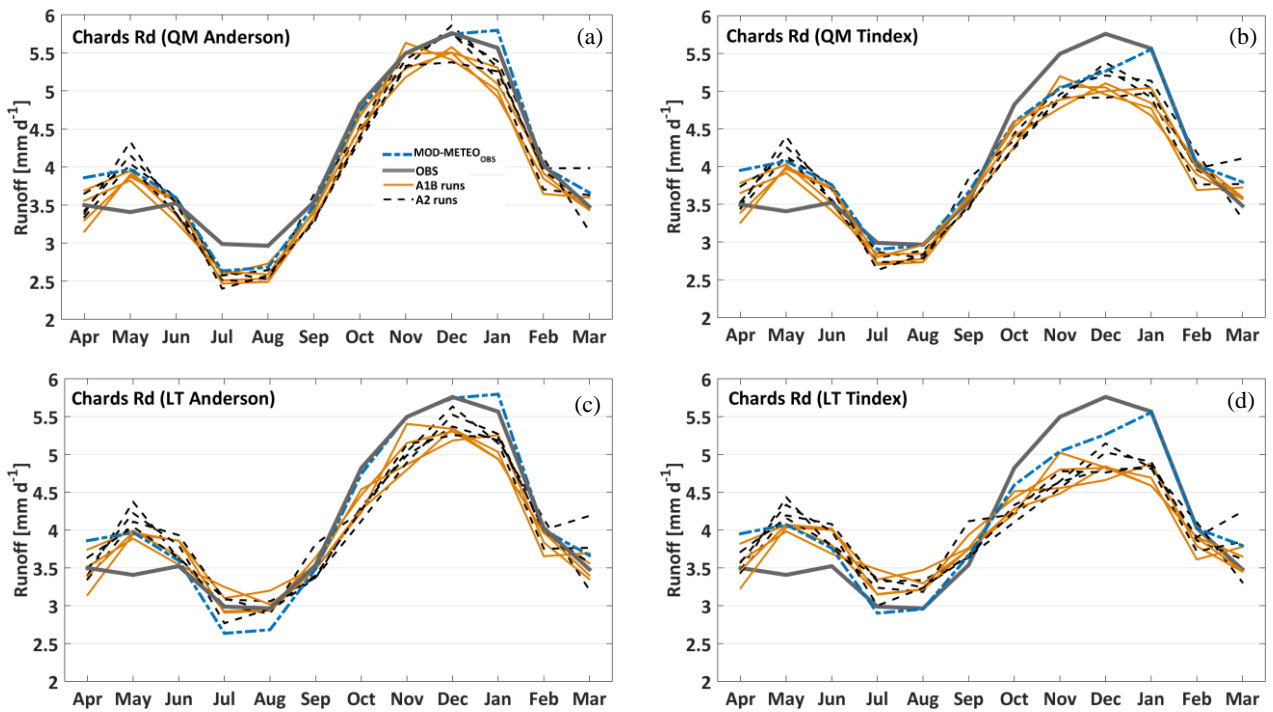 Chards Rd (QM Anderson)
(a)
Runoff [mm d⁻¹]
6
5.5
5
4.5
4
3.5
3
2.5
2
MOD-METEO_OBS
OBS
A1B runs
A2 runs
Apr May Jun Jul Aug Sep Oct Nov Dec Jan Feb Mar
Chards Rd (QM Tindex)
(b)
Runoff [mm d⁻¹]
6
5.5
5
4.5
4
3.5
3
2.5
2
Apr May Jun Jul Aug Sep Oct Nov Dec Jan Feb Mar
Chards Rd (LT Anderson)
(c)
Runoff [mm d⁻¹]
6
5.5
5
4.5
4
3.5
3
2.5
2
Apr May Jun Jul Aug Sep Oct Nov Dec Jan Feb Mar
Chards Rd (LT Tindex)
(d)
Runoff [mm d⁻¹]
6
5.5
5
4.5
4
3.5
3
2.5
2
Apr May Jun Jul Aug Sep Oct Nov Dec Jan Feb Mar